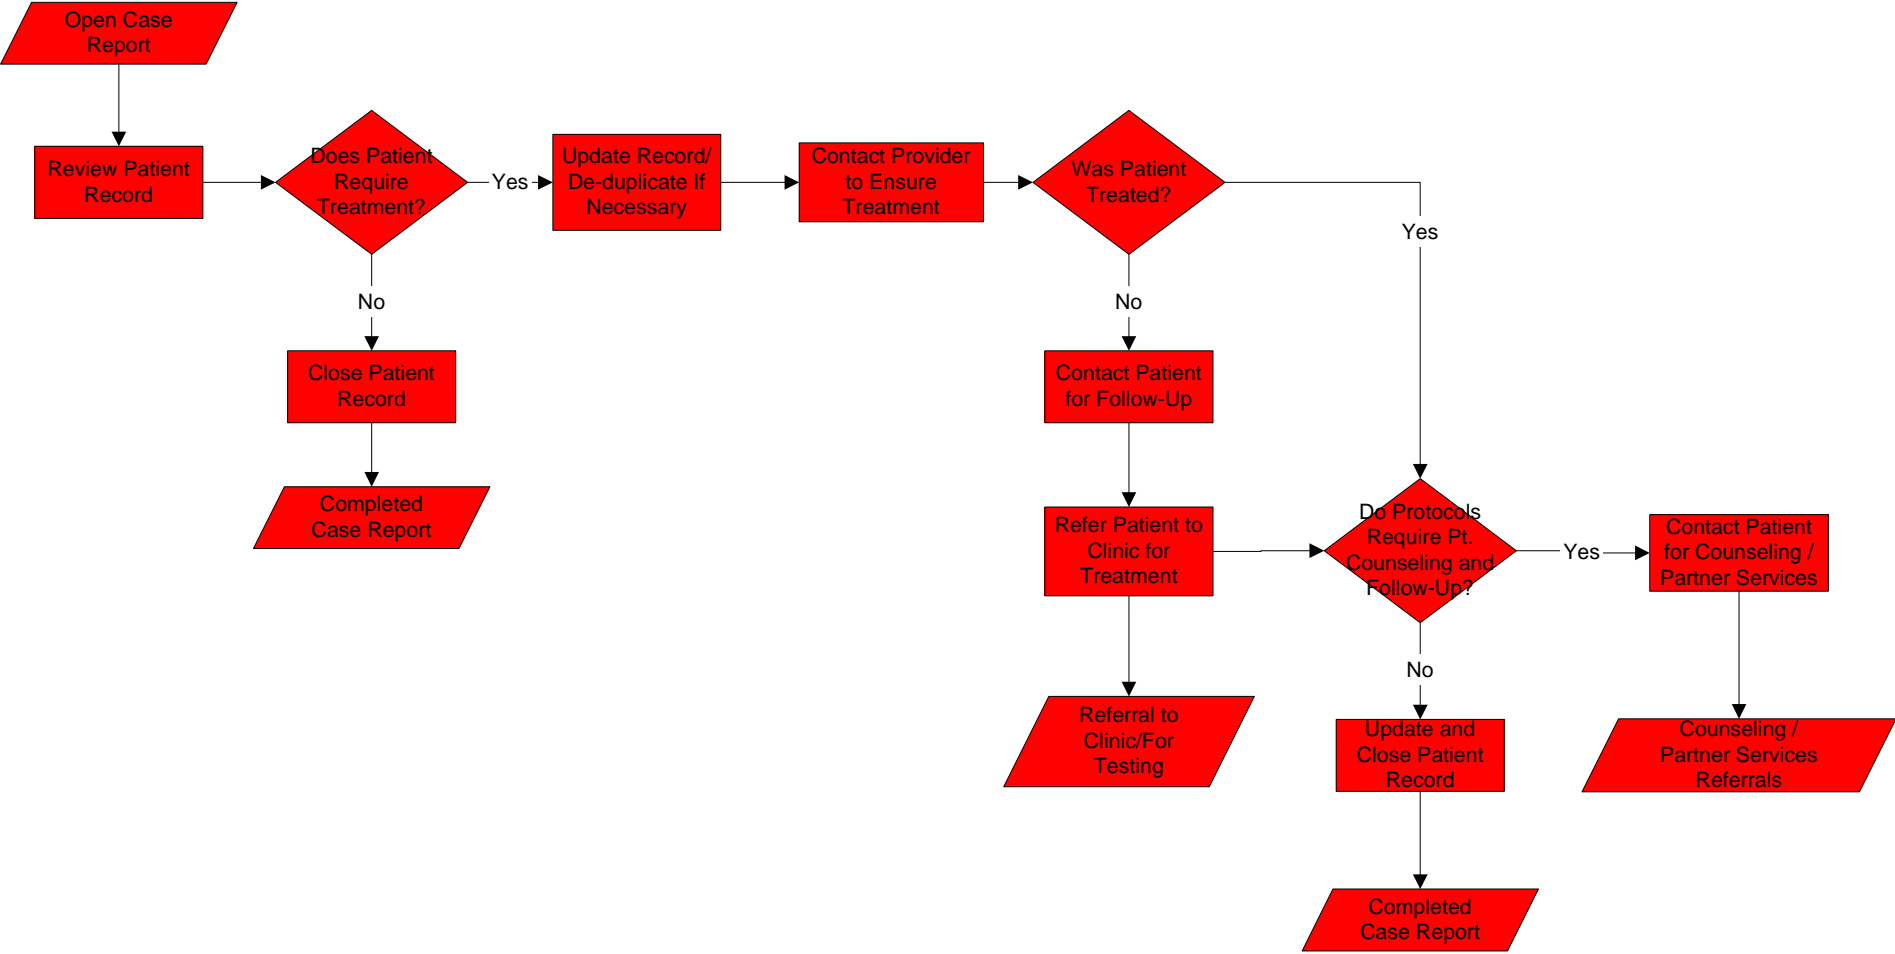 Open Case
Report
Review Patient
Record
Does Patient
Require
Treatment?
Yes
Update Record/
De-duplicate If
Necessary
Contact Provider
to Ensure
Treatment
Was Patient
Treated?
Yes
No
Close Patient
Record
Completed
Case Report
No
Contact Patient
for Follow-Up
Refer Patient to
Clinic for
Treatment
Do Protocols
Require Pt.
Counseling and
Follow-Up?
Yes
Contact Patient
for Counseling /
Partner Services
Referral to
Clinic/For
Testing
No
Update and
Close Patient
Record
Counseling /
Partner Services
Referrals
Completed
Case Report